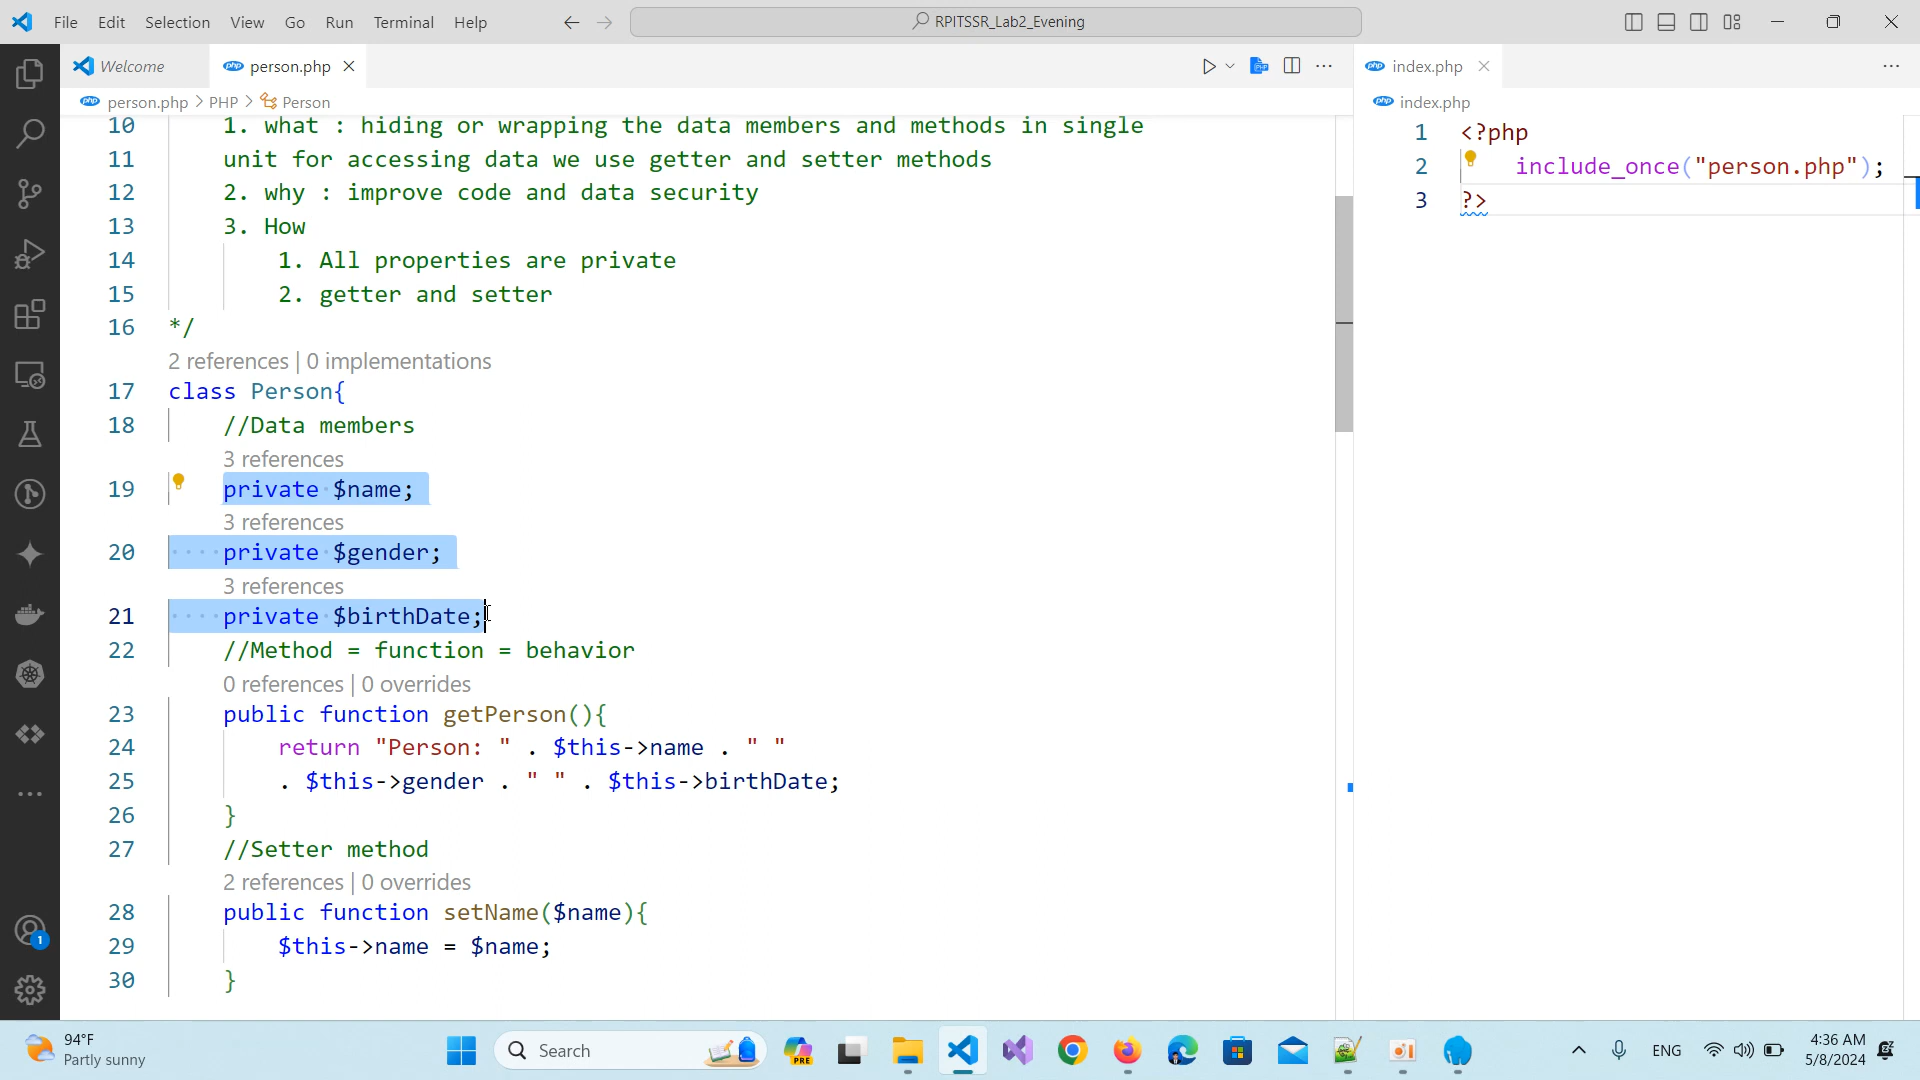 File Edit Selection View Go Run Terminal Help
RPITSSR_Lab2_Evening
Welcome
person.php
index.php
person.php > PHP > Person
index.php
10 1. what : hiding or wrapping the data members and methods in single
11 unit for accessing data we use getter and setter methods
12 2. why : improve code and data security
13 3. How
14 1. All properties are private
15 2. getter and setter
16 */
2 references | 0 implementations
17 class Person{
18 //Data members
3 references
19 private $name;
3 references
20 private $gender;
3 references
21 private $birthDate;
22 //Method = function = behavior
0 references | 0 overrides
23 public function getPerson(){
24 return "Person: " . $this->name . " "
25 . $this->gender . " " . $this->birthDate;
26 }
27 //Setter method
2 references | 0 overrides
28 public function setName($name){
29 $this->name = $name;
30 }
1 <?php
2 include_once("person.php");
3 ?>
1
94°F
Partly sunny
Search
PRE
ENG
4:36 AM
5/8/2024